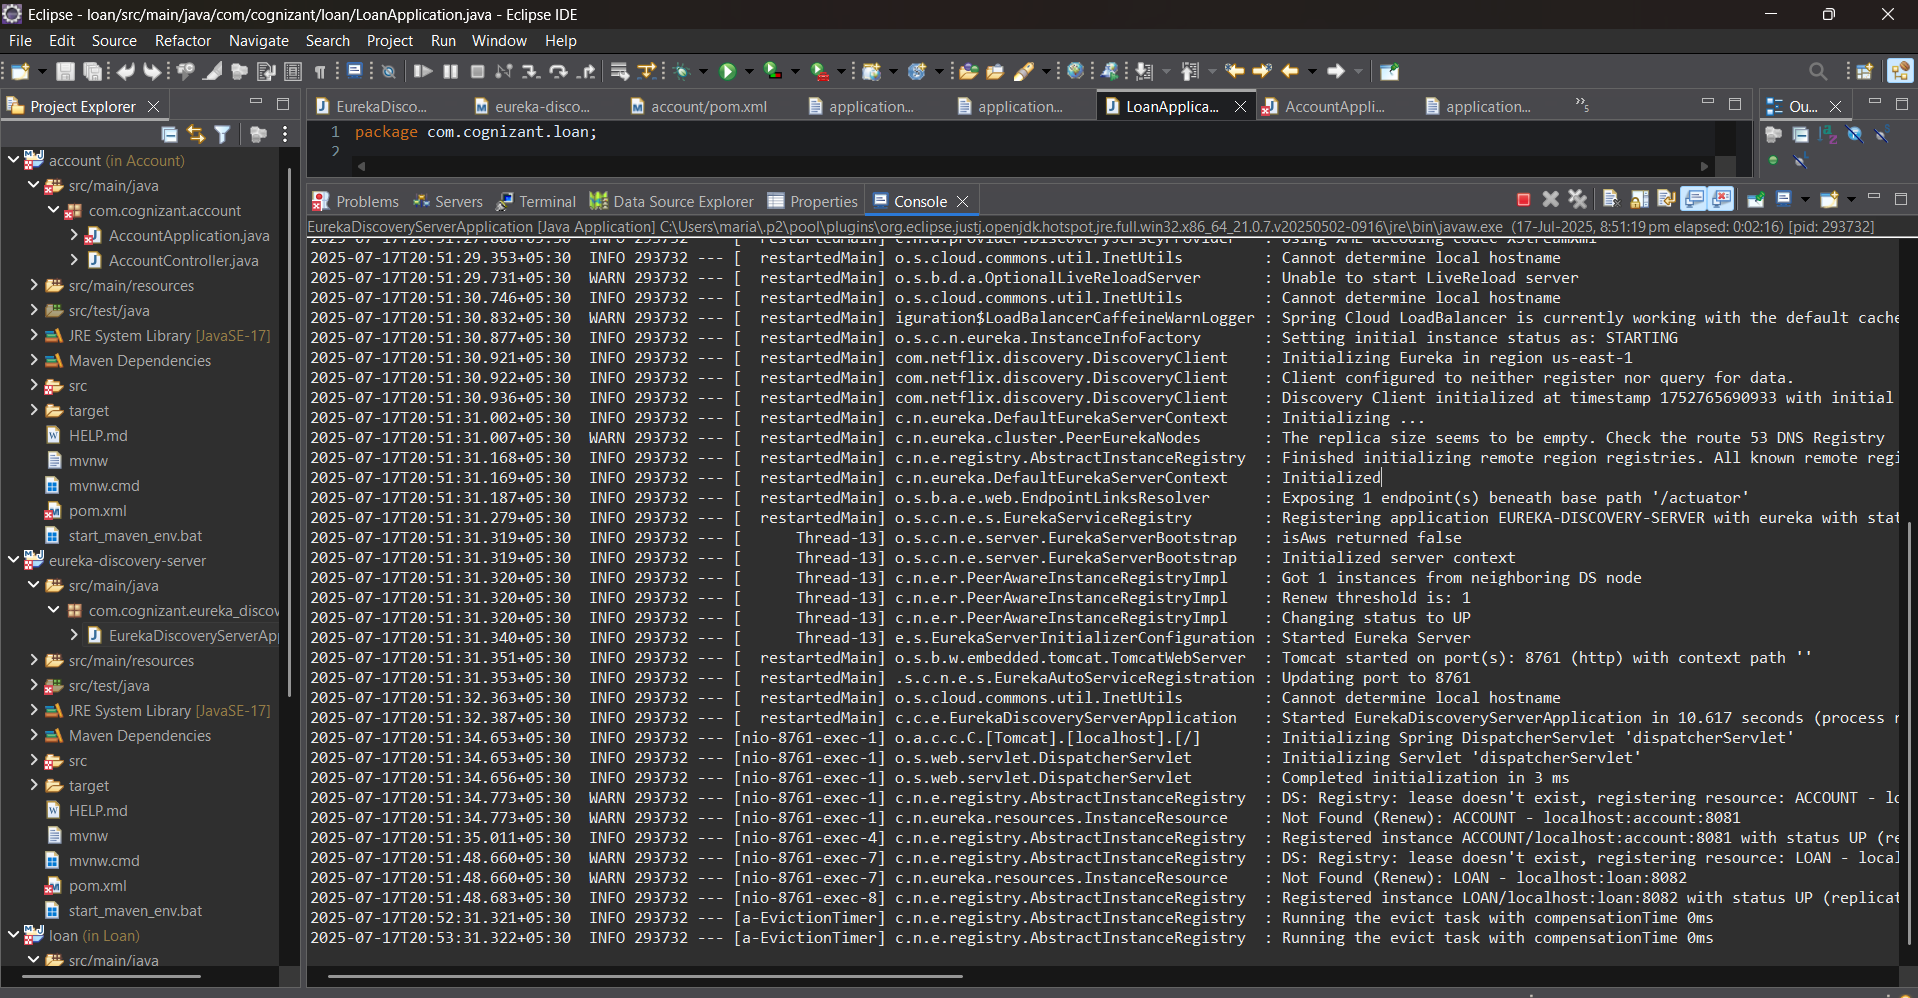 Eclipse - loan/src/main/java/com/cognizant/loan/LoanApplication.java - Eclipse IDE
File Edit Source Refactor Navigate Search Project Run Window Help
Project Explorer
EurekaDisco...
eureka-disco...
account/pom.xml
application...
application...
LoanApplica...
AccountAppli...
application...
5
Ou...
1 package com.cognizant.loan;
2
account (in Account)
src/main/java
com.cognizant.account
AccountApplication.java
AccountController.java
src/main/resources
src/test/java
JRE System Library [JavaSE-17]
Maven Dependencies
src
target
HELP.md
mvnw
mvnw.cmd
pom.xml
start_maven_env.bat
eureka-discovery-server
src/main/java
com.cognizant.eureka_discov
EurekaDiscoveryServerAp
src/main/resources
src/test/java
JRE System Library [JavaSE-17]
Maven Dependencies
src
target
HELP.md
mvnw
mvnw.cmd
pom.xml
start_maven_env.bat
loan (in Loan)
src/main/java
Problems Servers Terminal Data Source Explorer Properties Console
EurekaDiscoveryServerApplication [Java Application] C:\Users\maria\.p2\pool\plugins\org.eclipse.justj.openjdk.hotspot.jre.full.win32.x86_64_21.0.7.v20250502-0916\jre\bin\javaw.exe (17-Jul-2025, 8:51:19 pm elapsed: 0:02:16) [pid: 293732]
2025-07-17T20:51:29.353+05:30 INFO 293732 --- [ restartedMain] o.s.cloud.commons.util.InetUtils : Cannot determine local hostname
2025-07-17T20:51:29.731+05:30 WARN 293732 --- [ restartedMain] o.s.b.d.a.OptionalLiveReloadServer : Unable to start LiveReload server
2025-07-17T20:51:30.746+05:30 INFO 293732 --- [ restartedMain] o.s.cloud.commons.util.InetUtils : Cannot determine local hostname
2025-07-17T20:51:30.832+05:30 WARN 293732 --- [ restartedMain] iguration$LoadBalancerCaffeineWarnLogger : Spring Cloud LoadBalancer is currently working with the default cache
2025-07-17T20:51:30.877+05:30 INFO 293732 --- [ restartedMain] o.s.c.n.eureka.InstanceInfoFactory : Setting initial instance status as: STARTING
2025-07-17T20:51:30.921+05:30 INFO 293732 --- [ restartedMain] com.netflix.discovery.DiscoveryClient : Initializing Eureka in region us-east-1
2025-07-17T20:51:30.922+05:30 INFO 293732 --- [ restartedMain] com.netflix.discovery.DiscoveryClient : Client configured to neither register nor query for data.
2025-07-17T20:51:30.936+05:30 INFO 293732 --- [ restartedMain] com.netflix.discovery.DiscoveryClient : Discovery Client initialized at timestamp 1752765690933 with initial
2025-07-17T20:51:31.002+05:30 INFO 293732 --- [ restartedMain] c.n.eureka.DefaultEurekaServerContext : Initializing ...
2025-07-17T20:51:31.007+05:30 WARN 293732 --- [ restartedMain] c.n.eureka.cluster.PeerEurekaNodes : The replica size seems to be empty. Check the route 53 DNS Registry
2025-07-17T20:51:31.168+05:30 INFO 293732 --- [ restartedMain] c.n.e.registry.AbstractInstanceRegistry : Finished initializing remote region registries. All known remote regi
2025-07-17T20:51:31.169+05:30 INFO 293732 --- [ restartedMain] c.n.eureka.DefaultEurekaServerContext : Initialized
2025-07-17T20:51:31.187+05:30 INFO 293732 --- [ restartedMain] o.s.b.a.e.web.EndpointLinksResolver : Exposing 1 endpoint(s) beneath base path '/actuator'
2025-07-17T20:51:31.279+05:30 INFO 293732 --- [ restartedMain] o.s.c.n.e.s.EurekaServiceRegistry : Registering application EUREKA-DISCOVERY-SERVER with eureka with stat
2025-07-17T20:51:31.319+05:30 INFO 293732 --- [ Thread-13] o.s.c.n.e.server.EurekaServerBootstrap : isAws returned false
2025-07-17T20:51:31.319+05:30 INFO 293732 --- [ Thread-13] o.s.c.n.e.server.EurekaServerBootstrap : Initialized server context
2025-07-17T20:51:31.320+05:30 INFO 293732 --- [ Thread-13] c.n.e.r.PeerAwareInstanceRegistryImpl : Got 1 instances from neighboring DS node
2025-07-17T20:51:31.320+05:30 INFO 293732 --- [ Thread-13] c.n.e.r.PeerAwareInstanceRegistryImpl : Renew threshold is: 1
2025-07-17T20:51:31.320+05:30 INFO 293732 --- [ Thread-13] c.n.e.r.PeerAwareInstanceRegistryImpl : Changing status to UP
2025-07-17T20:51:31.340+05:30 INFO 293732 --- [ Thread-13] e.s.EurekaServerInitializerConfiguration : Started Eureka Server
2025-07-17T20:51:31.351+05:30 INFO 293732 --- [ restartedMain] o.s.b.w.embedded.tomcat.TomcatWebServer : Tomcat started on port(s): 8761 (http) with context path ''
2025-07-17T20:51:31.353+05:30 INFO 293732 --- [ restartedMain] .s.c.n.e.s.EurekaAutoServiceRegistration : Updating port to 8761
2025-07-17T20:51:32.363+05:30 INFO 293732 --- [ restartedMain] o.s.cloud.commons.util.InetUtils : Cannot determine local hostname
2025-07-17T20:51:32.387+05:30 INFO 293732 --- [ restartedMain] c.c.e.EurekaDiscoveryServerApplication : Started EurekaDiscoveryServerApplication in 10.617 seconds (process r
2025-07-17T20:51:34.653+05:30 INFO 293732 --- [nio-8761-exec-1] o.a.c.c.C.[Tomcat].[localhost].[/] : Initializing Spring DispatcherServlet 'dispatcherServlet'
2025-07-17T20:51:34.653+05:30 INFO 293732 --- [nio-8761-exec-1] o.s.web.servlet.DispatcherServlet : Initializing Servlet 'dispatcherServlet'
2025-07-17T20:51:34.656+05:30 INFO 293732 --- [nio-8761-exec-1] o.s.web.servlet.DispatcherServlet : Completed initialization in 3 ms
2025-07-17T20:51:34.773+05:30 WARN 293732 --- [nio-8761-exec-1] c.n.e.registry.AbstractInstanceRegistry : DS: Registry: lease doesn't exist, registering resource: ACCOUNT - lo
2025-07-17T20:51:34.773+05:30 WARN 293732 --- [nio-8761-exec-1] c.n.eureka.resources.InstanceResource : Not Found (Renew): ACCOUNT - localhost:account:8081
2025-07-17T20:51:35.011+05:30 INFO 293732 --- [nio-8761-exec-4] c.n.e.registry.AbstractInstanceRegistry : Registered instance ACCOUNT/localhost:account:8081 with status UP (re
2025-07-17T20:51:48.660+05:30 WARN 293732 --- [nio-8761-exec-7] c.n.e.registry.AbstractInstanceRegistry : DS: Registry: lease doesn't exist, registering resource: LOAN - local
2025-07-17T20:51:48.660+05:30 WARN 293732 --- [nio-8761-exec-7] c.n.eureka.resources.InstanceResource : Not Found (Renew): LOAN - localhost:loan:8082
2025-07-17T20:51:48.683+05:30 INFO 293732 --- [nio-8761-exec-8] c.n.e.registry.AbstractInstanceRegistry : Registered instance LOAN/localhost:loan:8082 with status UP (replicat
2025-07-17T20:52:31.321+05:30 INFO 293732 --- [a-EvictionTimer] c.n.e.registry.AbstractInstanceRegistry : Running the evict task with compensationTime 0ms
2025-07-17T20:53:31.322+05:30 INFO 293732 --- [a-EvictionTimer] c.n.e.registry.AbstractInstanceRegistry : Running the evict task with compensationTime 0ms